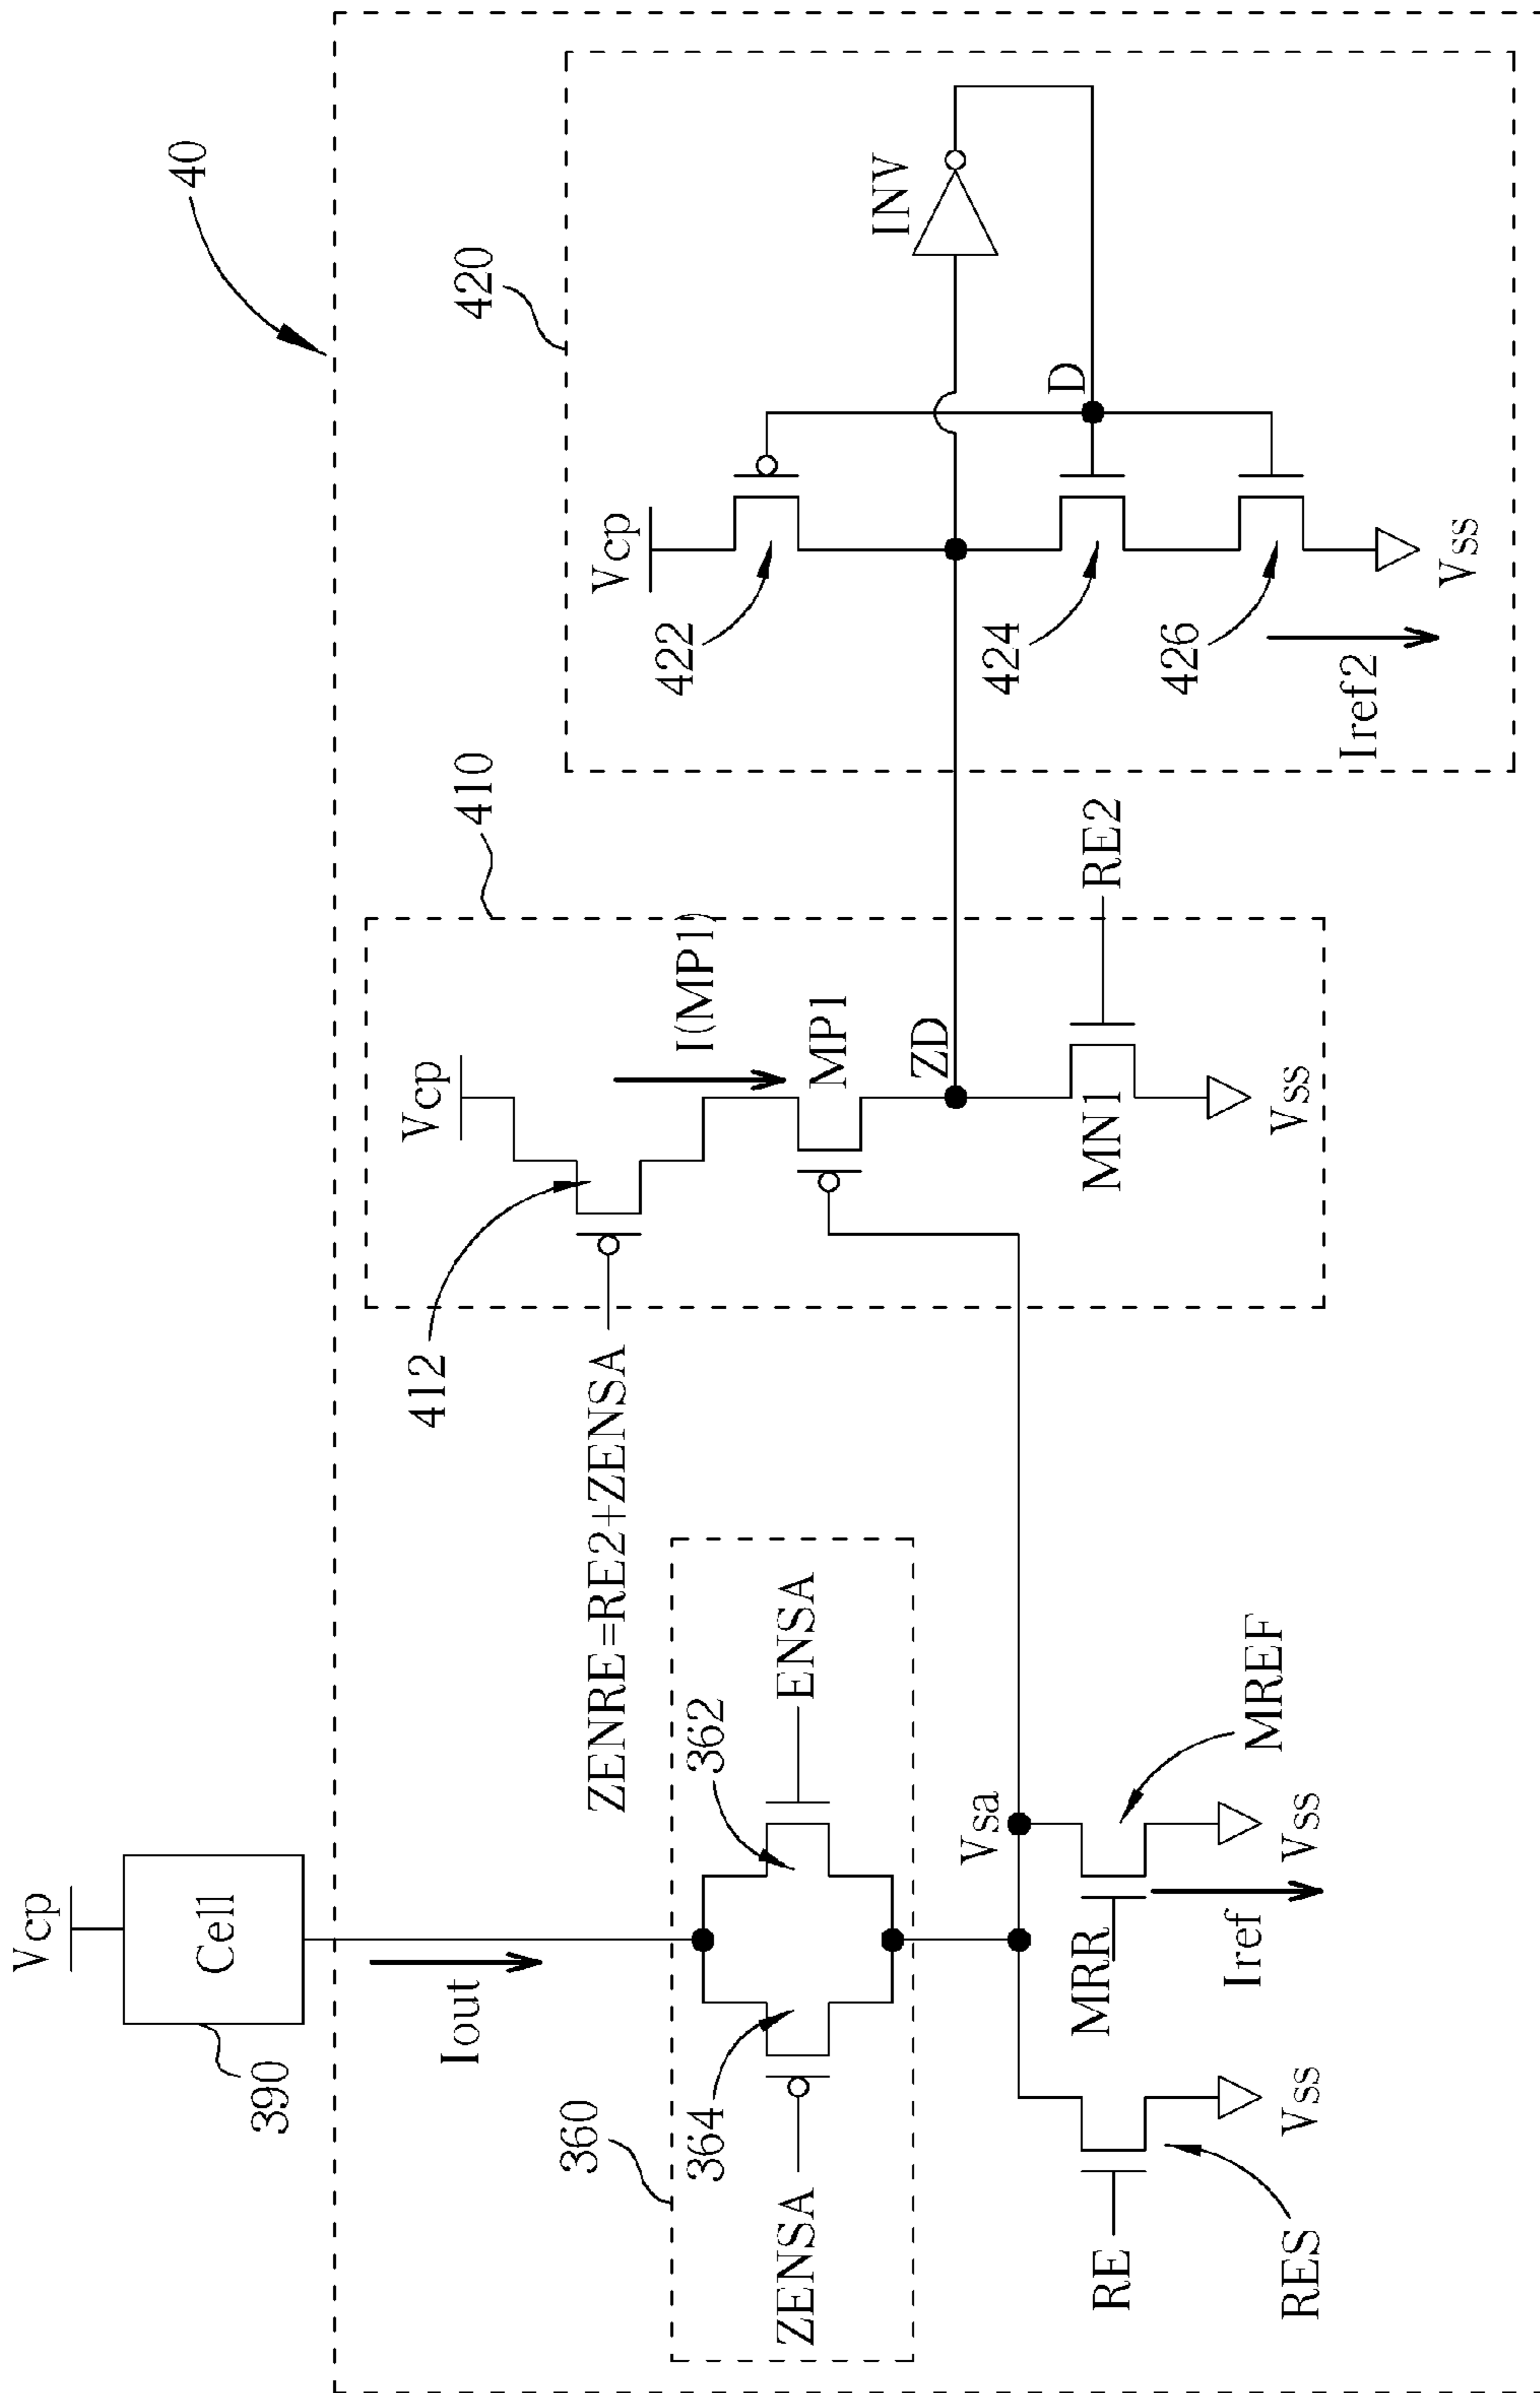 40
Vcp
Cell
390
Iout
360
364
362
ZENSA
ENSA
ZENRE=RE2+ZENSA
412
Vcp
410
I(MP1)
MP1
ZD
MN1
RE2
Vss
Vsa
RE
RES
Vss
MRR
MREF
Iref
Vss
420
Vcp
422
INV
D
424
426
Iref2
Vss